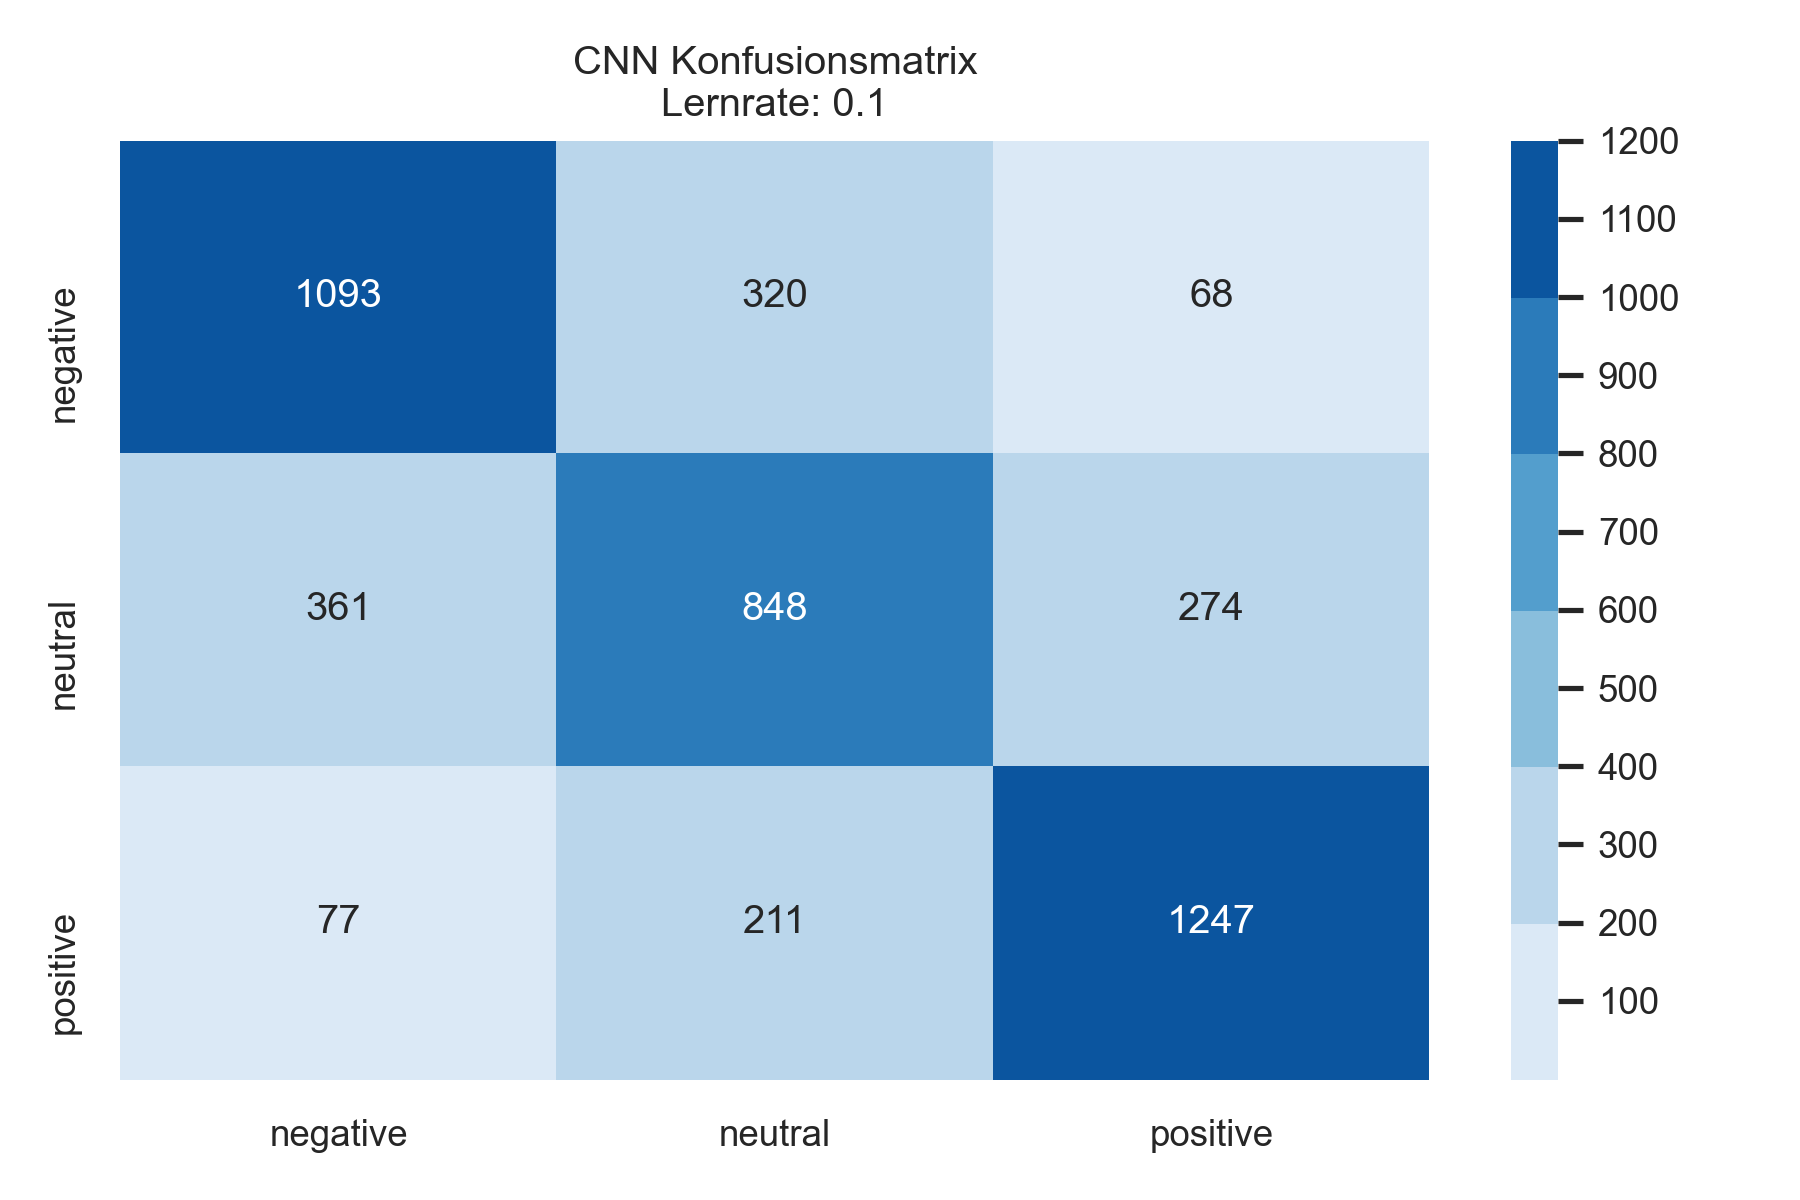 CNN Konfusionsmatrix
Lernrate: 0.1
negative
1093
320
68
neutral
361
848
274
positive
77
211
1247
negative
neutral
positive
1200
1100
1000
900
800
700
600
500
400
300
200
100